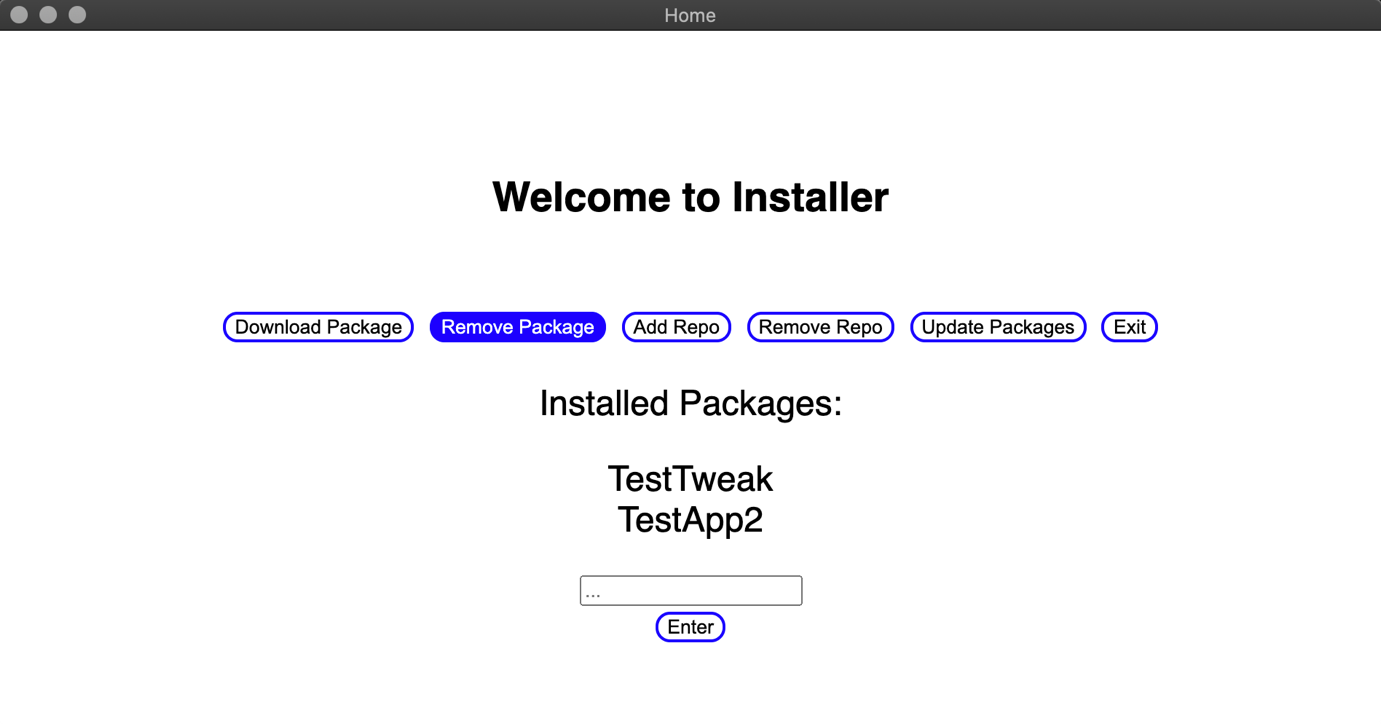 Home
Welcome to Installer
Download Package Remove Package Add Repo Remove Repo Update Packages Exit
Installed Packages:
TestTweak
TestApp2
...
Enter